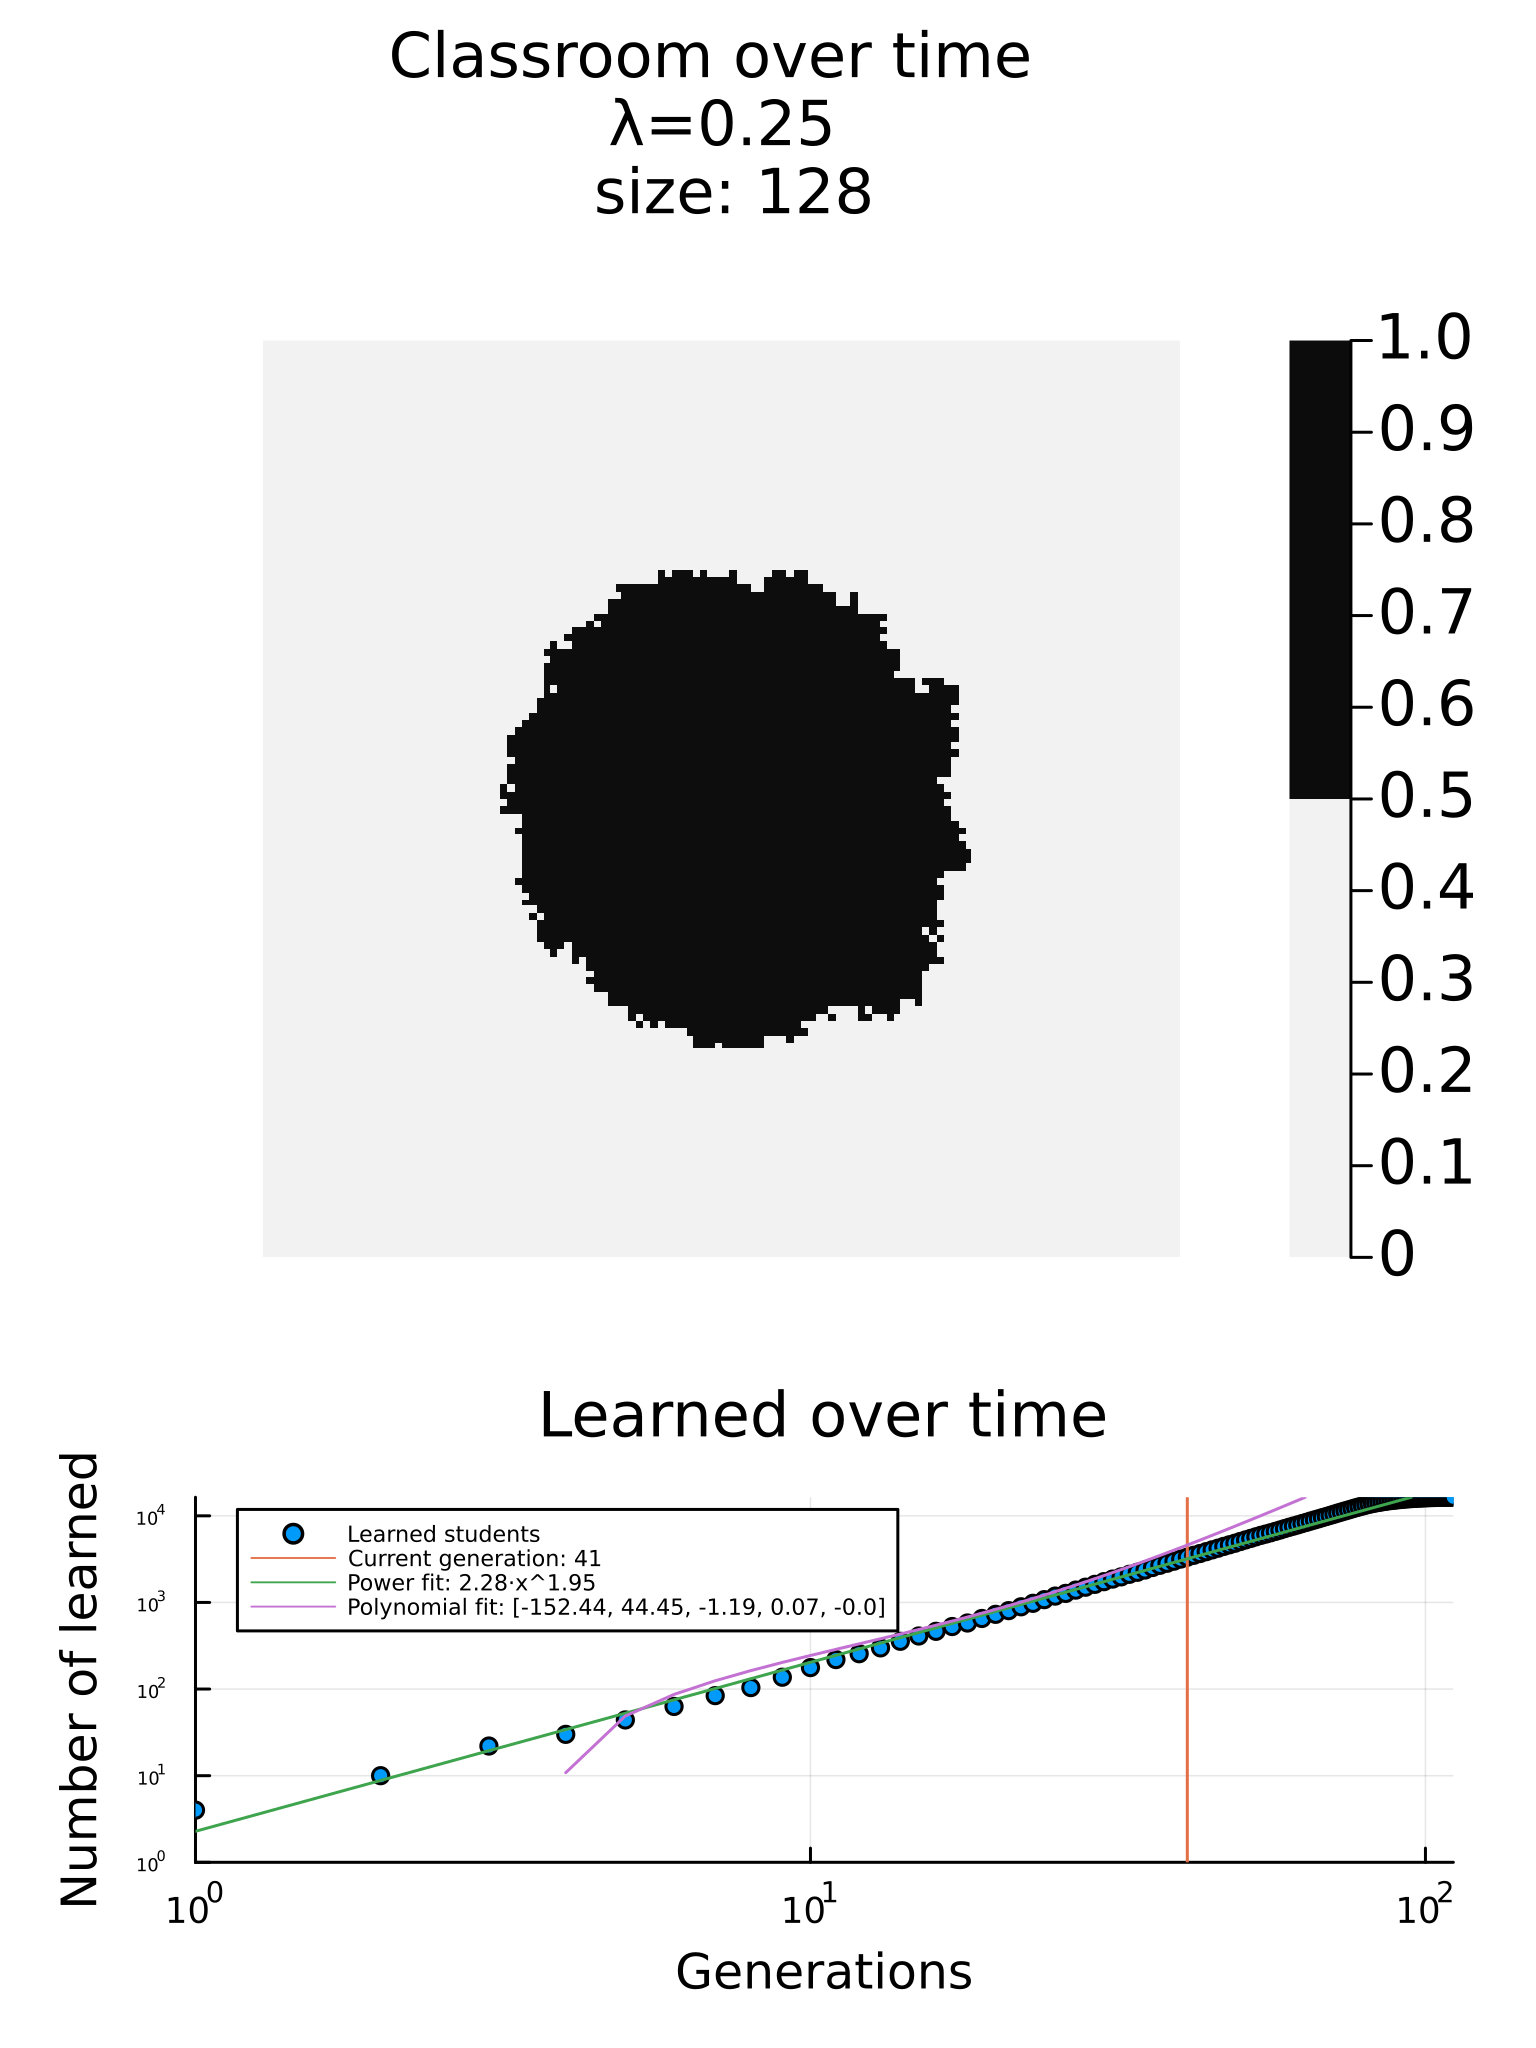 Classroom over time
λ=0.25
size: 128
1.0
0.9
0.8
0.7
0.6
0.5
0.4
0.3
0.2
0.1
0
Learned over time
Number of learned
10^4
10^3
10^2
10^1
10^0
Learned students
Current generation: 41
Power fit: 2.28·x^1.95
Polynomial fit: [-152.44, 44.45, -1.19, 0.07, -0.0]
10^0 10^1 10^2
Generations